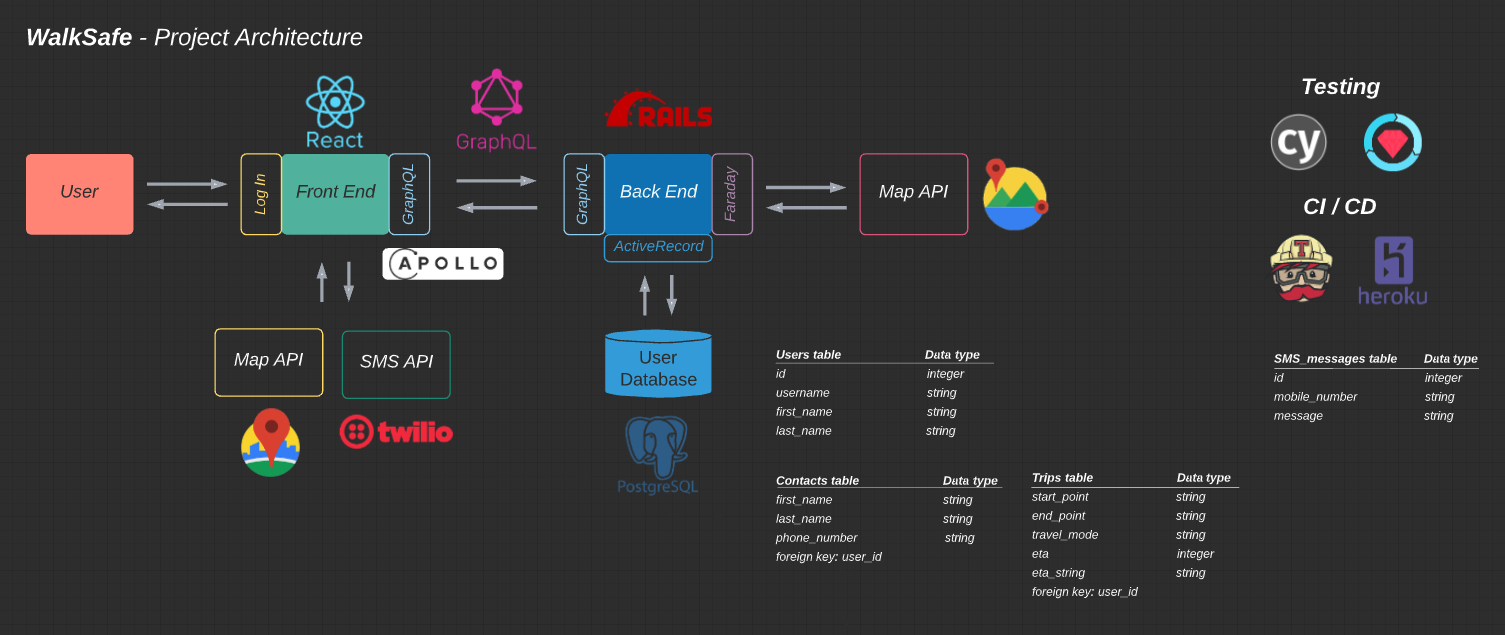 WalkSafe - Project Architecture
React
GraphQL
RAILS
User
Log In
Front End
GraphQL
GraphQL
Back End
Faraday
ActiveRecord
Map API
APOLLO
Map API
SMS API
twilio
User
Database
PostgreSQL
Testing
cy
CI / CD
T
heroku
Users table Data type
id integer
username string
first_name string
last_name string
Contacts table Data type
first_name string
last_name string
phone_number string
foreign key: user_id
Trips table Data type
start_point string
end_point string
travel_mode string
eta integer
eta_string string
foreign key: user_id
SMS_messages table Data type
id integer
mobile_number string
message string